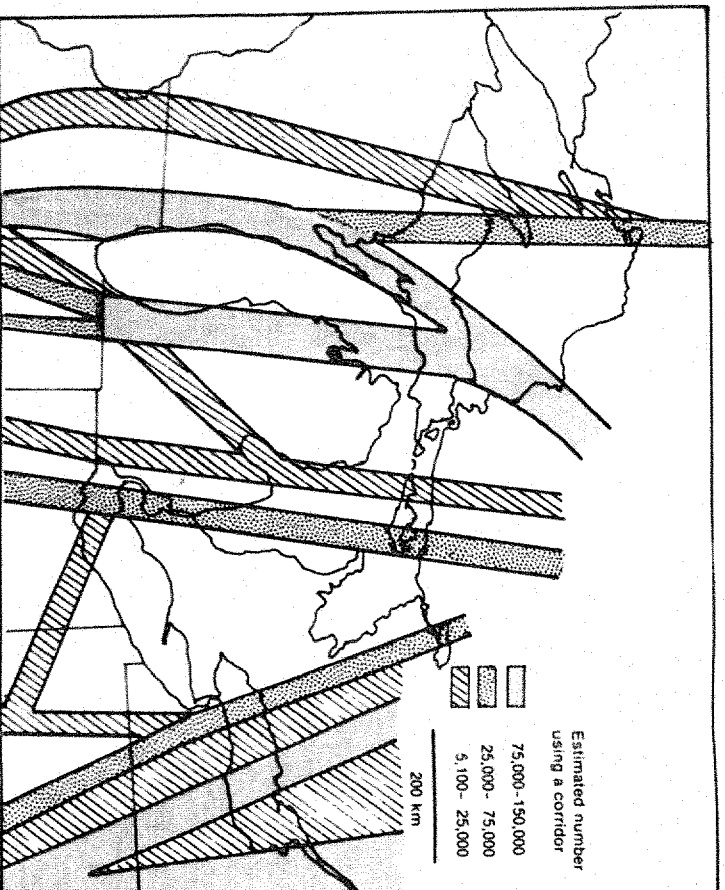 Estimated number
using a corridor
75,000-150,000
25,000- 75,000
5,100- 25,000
200 km